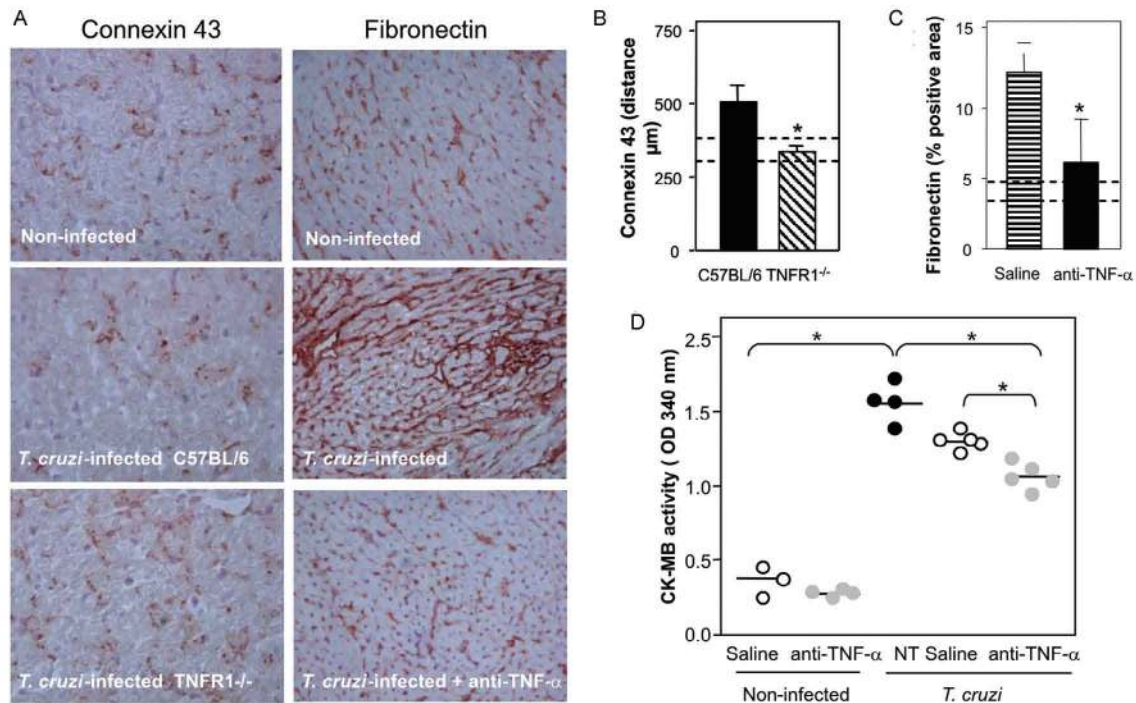 A
Connexin 43
Fibronectin
Non-infected
Non-infected
T. cruzi-infected C57BL/6
T. cruzi-infected
T. cruzi-infected TNFR1-/-
T. cruzi-infected + anti-TNF-α
B
Connexin 43 (distance
µm)
750
500
250
0
C57BL/6 TNFR1-/-
*
C
Fibronectin (% positive area)
15
10
5
0
Saline anti-TNF-α
*
D
CK-MB activity ( OD 340 nm)
2.5
1.5
1.0
0.5
0.0
* *
*
Saline anti-TNF-α NT Saline anti-TNF-α
Non-infected T. cruzi